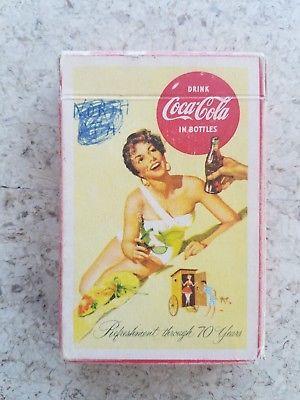 DRINK
Coca-Cola
IN BOTTLES
Refreshment through 70 Years